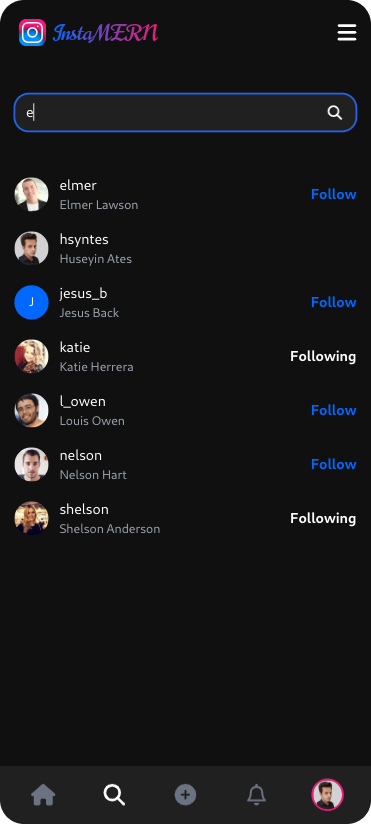 InstaMERN
e
elmer
Elmer Lawson
Follow
hsyntes
Huseyin Ates
J
jesus_b
Jesus Back
Follow
katie
Katie Herrera
Following
l_owen
Louis Owen
Follow
nelson
Nelson Hart
Follow
shelson
Shelson Anderson
Following